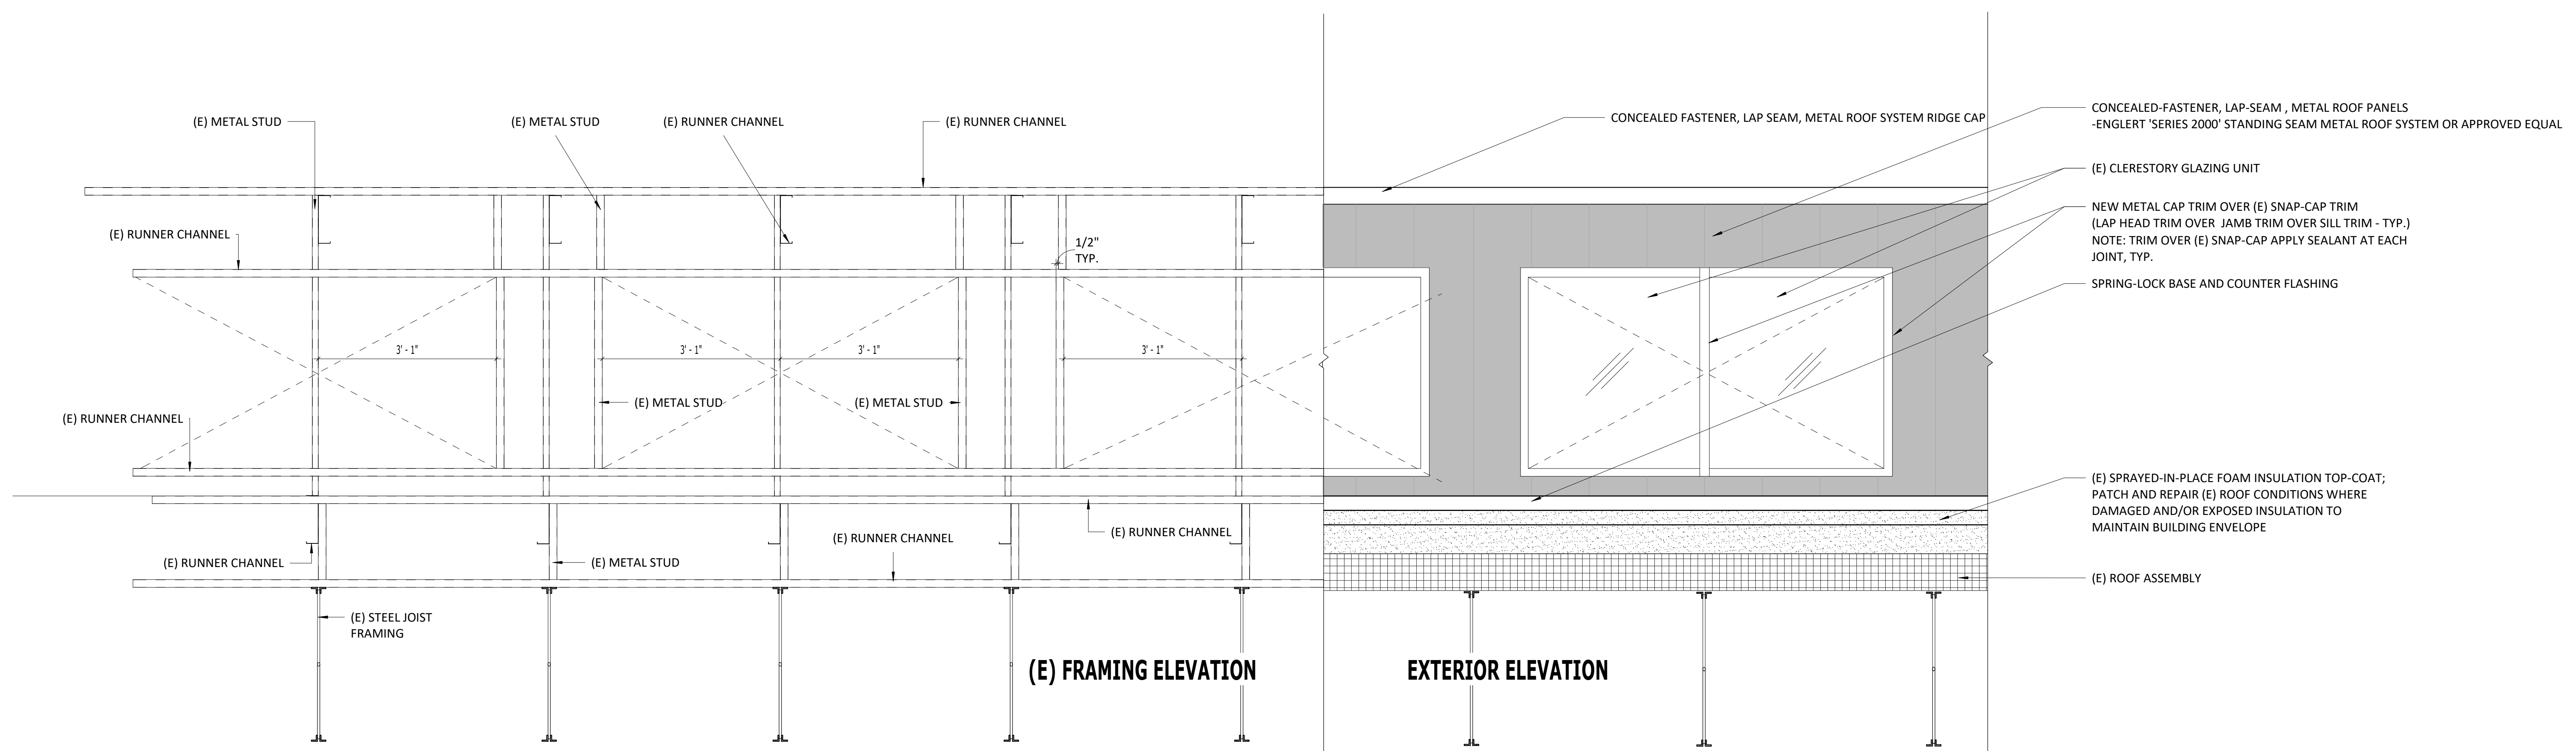 (E) METAL STUD
(E) METAL STUD
(E) RUNNER CHANNEL
(E) RUNNER CHANNEL
(E) RUNNER CHANNEL
1/2"
TYP.
3' - 1"
3' - 1"
3' - 1"
3' - 1"
(E) METAL STUD
(E) METAL STUD
(E) RUNNER CHANNEL
(E) RUNNER CHANNEL
(E) RUNNER CHANNEL
(E) RUNNER CHANNEL
(E) METAL STUD
(E) STEEL JOIST
FRAMING
(E) FRAMING ELEVATION
EXTERIOR ELEVATION
CONCEALED FASTENER, LAP SEAM, METAL ROOF SYSTEM RIDGE CAP
CONCEALED-FASTENER, LAP-SEAM , METAL ROOF PANELS
-ENGLERT 'SERIES 2000' STANDING SEAM METAL ROOF SYSTEM OR APPROVED EQUAL
(E) CLERESTORY GLAZING UNIT
NEW METAL CAP TRIM OVER (E) SNAP-CAP TRIM
(LAP HEAD TRIM OVER JAMB TRIM OVER SILL TRIM - TYP.)
NOTE: TRIM OVER (E) SNAP-CAP APPLY SEALANT AT EACH
JOINT, TYP.
SPRING-LOCK BASE AND COUNTER FLASHING
(E) SPRAYED-IN-PLACE FOAM INSULATION TOP-COAT;
PATCH AND REPAIR (E) ROOF CONDITIONS WHERE
DAMAGED AND/OR EXPOSED INSULATION TO
MAINTAIN BUILDING ENVELOPE
(E) ROOF ASSEMBLY